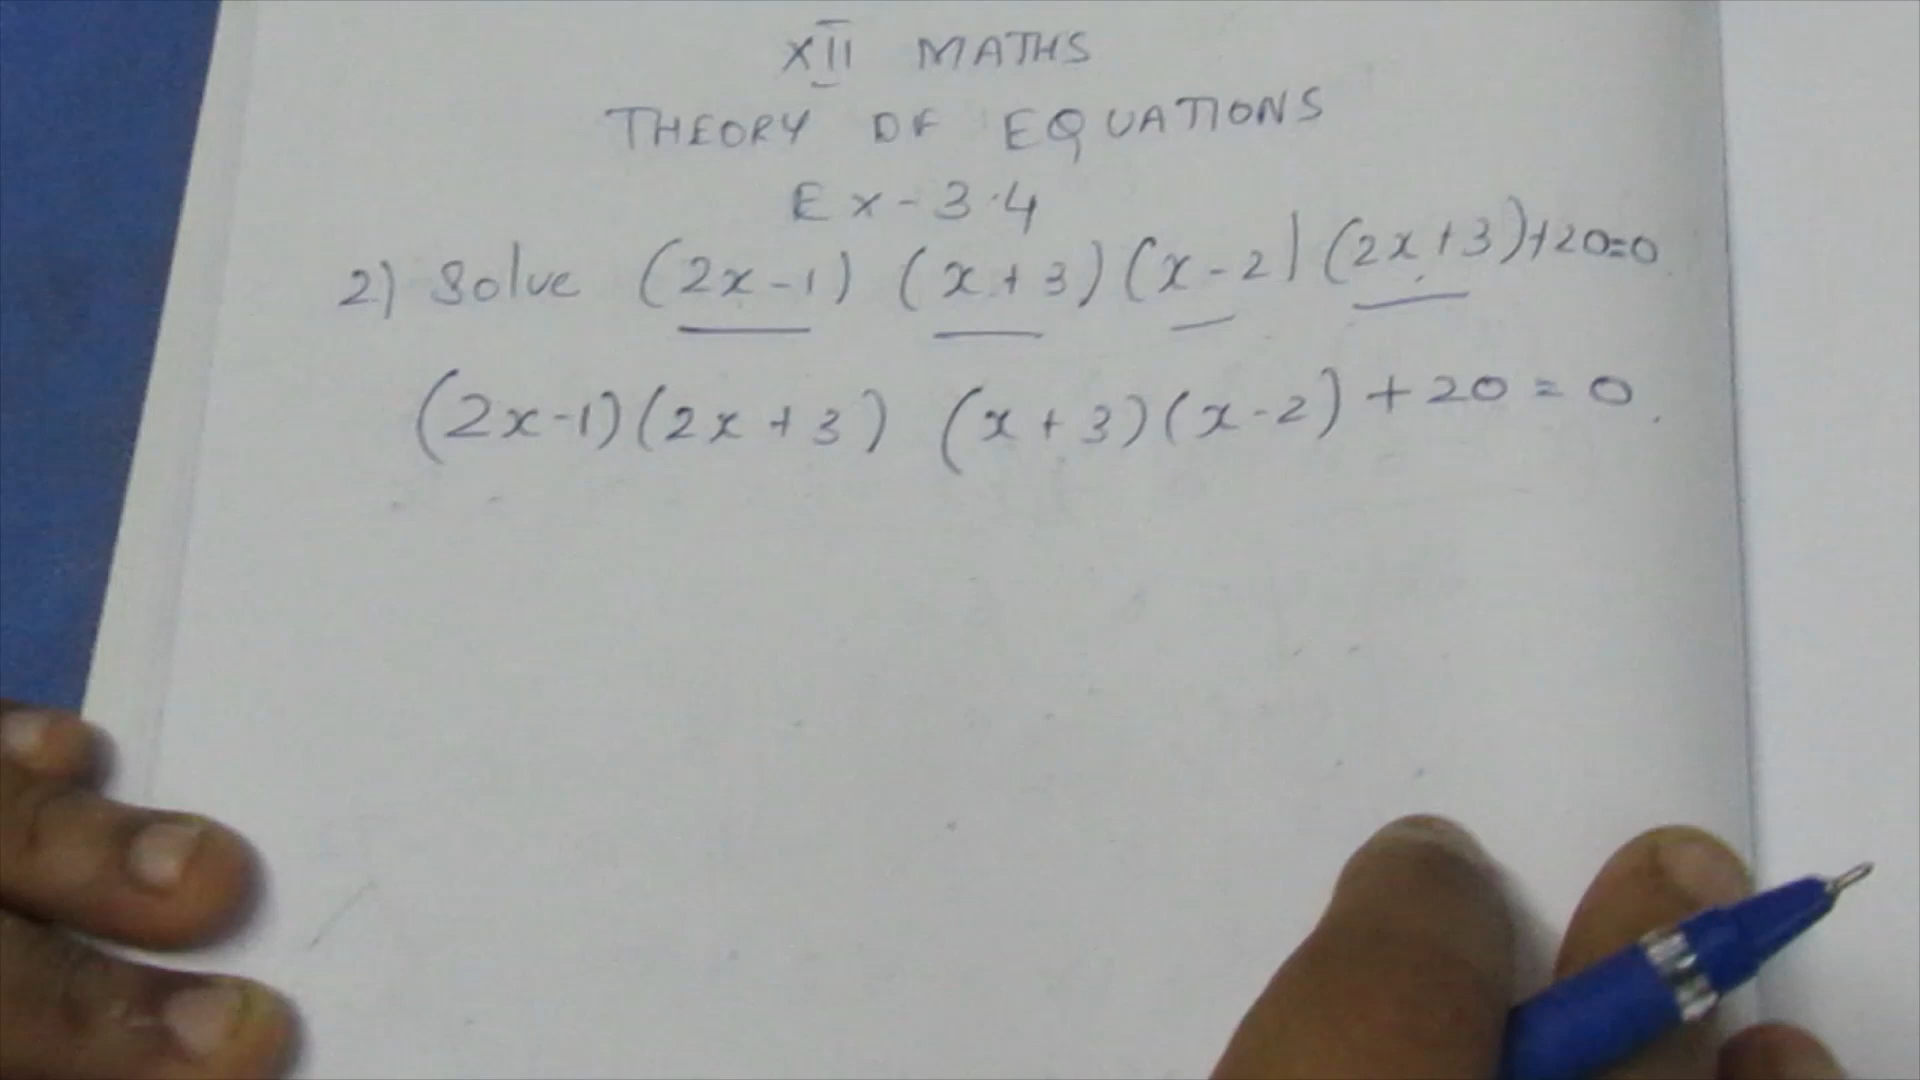 XII MATHS
THEORY OF EQUATIONS
Ex - 3.4
2) Solve (2x-1) (x+3) (x-2) (2x+3)+20=0
(2x-1)(2x+3) (x+3)(x-2)+20=0.